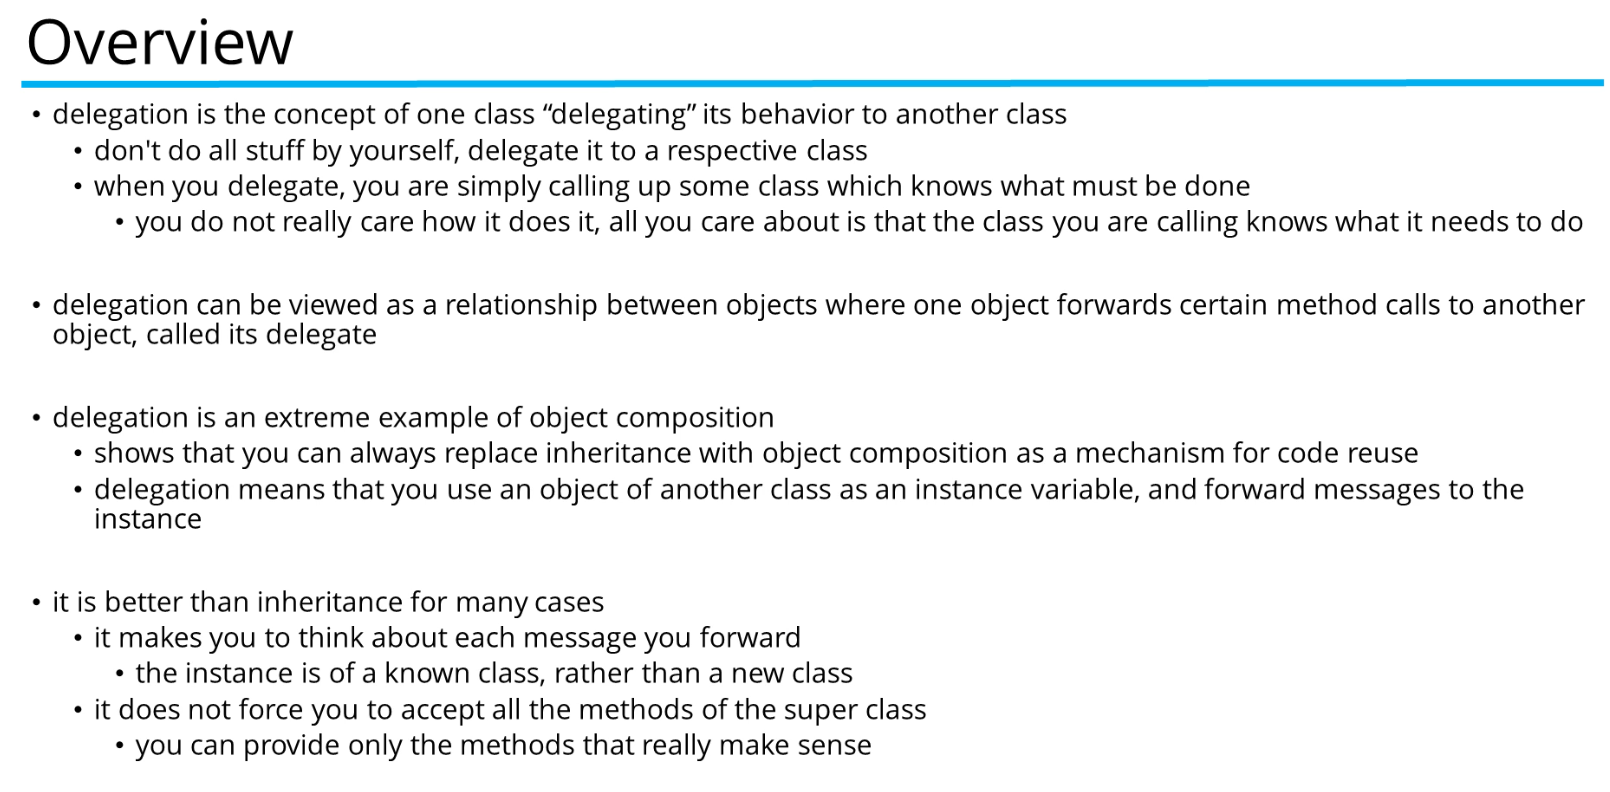 Overview
• delegation is the concept of one class “delegating” its behavior to another class
• don't do all stuff by yourself, delegate it to a respective class
• when you delegate, you are simply calling up some class which knows what must be done
• you do not really care how it does it, all you care about is that the class you are calling knows what it needs to do
• delegation can be viewed as a relationship between objects where one object forwards certain method calls to another
object, called its delegate
• delegation is an extreme example of object composition
• shows that you can always replace inheritance with object composition as a mechanism for code reuse
• delegation means that you use an object of another class as an instance variable, and forward messages to the
instance
• it is better than inheritance for many cases
• it makes you to think about each message you forward
• the instance is of a known class, rather than a new class
• it does not force you to accept all the methods of the super class
• you can provide only the methods that really make sense